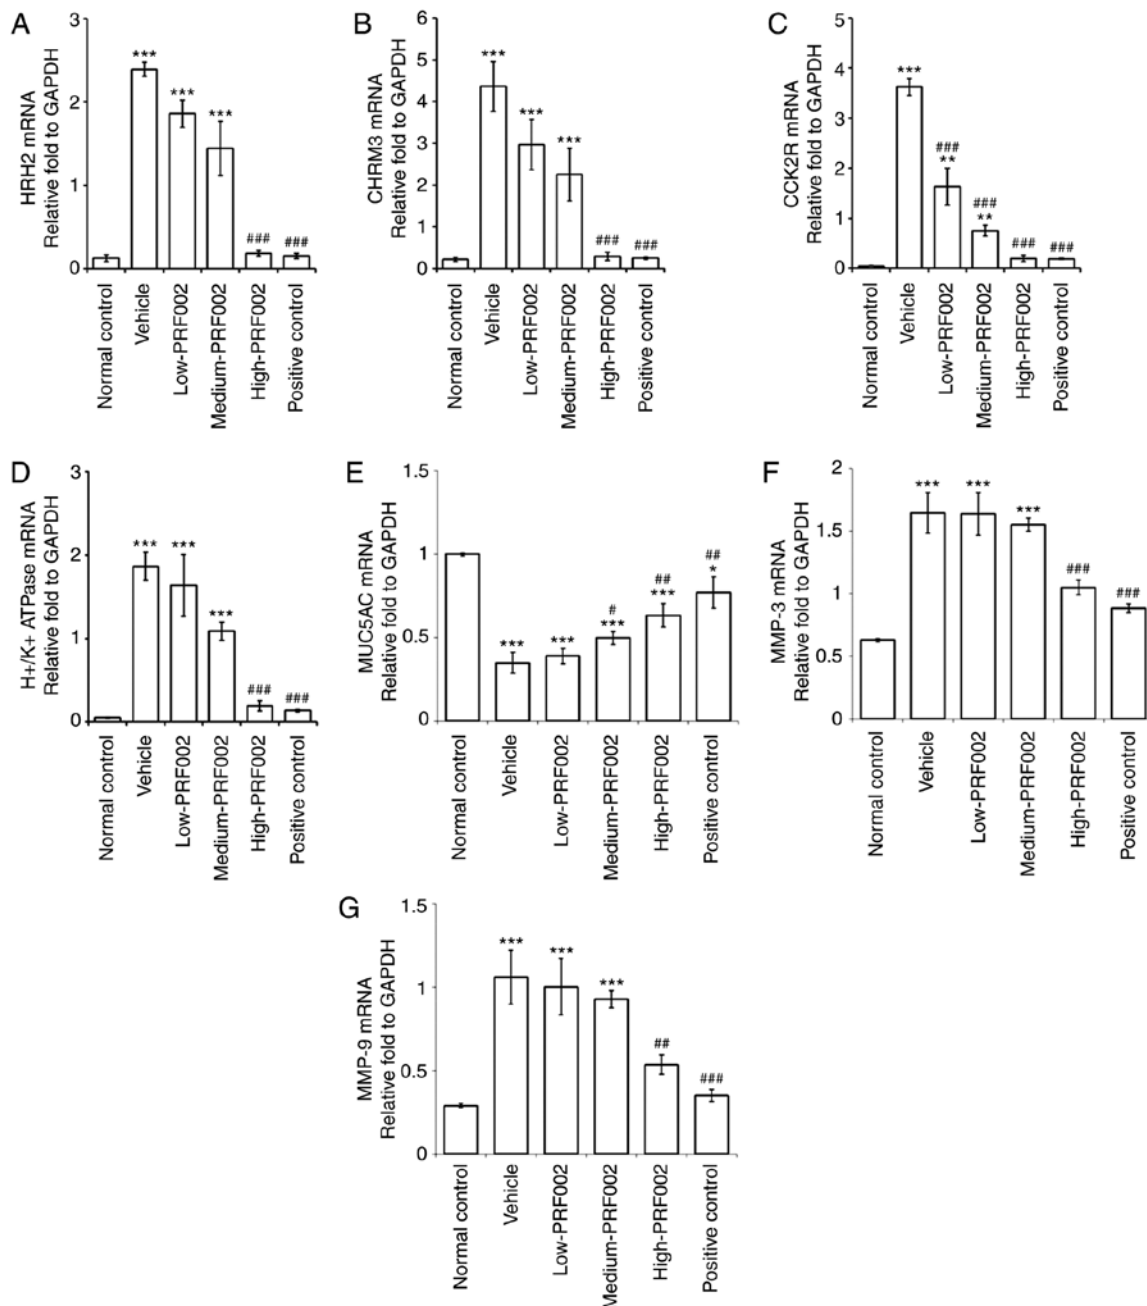 A
HRH2 mRNA
Relative fold to GAPDH
3
2
1
0
***
***
***
###
###
Normal control
Vehicle
Low-PRF002
Medium-PRF002
High-PRF002
Positive control
B
CHRM3 mRNA
Relative fold to GAPDH
6
5
4
3
2
1
0
***
***
***
###
###
Normal control
Vehicle
Low-PRF002
Medium-PRF002
High-PRF002
Positive control
C
CCK2R mRNA
Relative fold to GAPDH
5
4
3
2
1
0
***
###
**
###
**
###
###
Normal control
Vehicle
Low-PRF002
Medium-PRF002
High-PRF002
Positive control
D
H+/K+ ATPase mRNA
Relative fold to GAPDH
3
2
1
0
***
***
***
###
###
Normal control
Vehicle
Low-PRF002
Medium-PRF002
High-PRF002
Positive control
E
MUC5AC mRNA
Relative fold to GAPDH
1.5
1
0.5
0
***
***
#
***
##
***
##
*
Normal control
Vehicle
Low-PRF002
Medium-PRF002
High-PRF002
Positive control
F
MMP-3 mRNA
Relative fold to GAPDH
2
1.5
1
0.5
0
***
***
***
###
###
Normal control
Vehicle
Low-PRF002
Medium-PRF002
High-PRF002
Positive control
G
MMP-9 mRNA
Relative fold to GAPDH
1.5
1
0.5
0
***
***
***
##
###
Normal control
Vehicle
Low-PRF002
Medium-PRF002
High-PRF002
Positive control